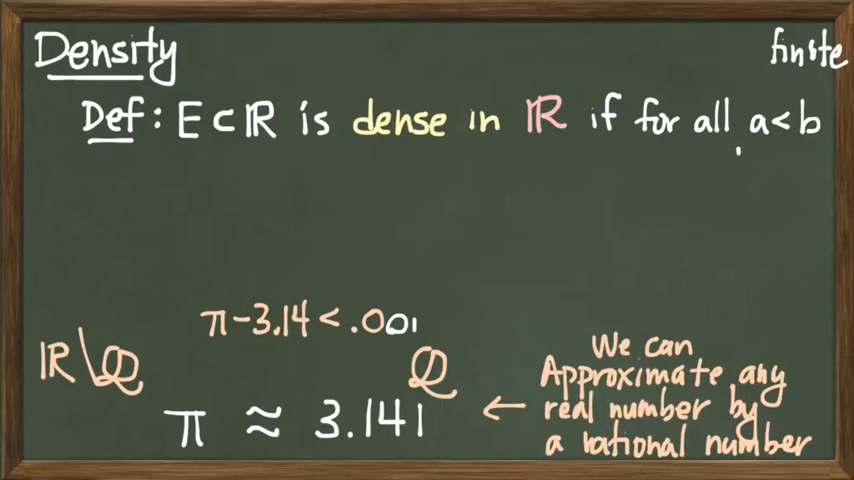 Density
finite
Def: E ⊂ ℝ is dense in ℝ if for all a < b
π - 3.14 < .001
ℝ \ ℚ
ℚ
π ≈ 3.141
← We can
Approximate any
real number by
a rational number